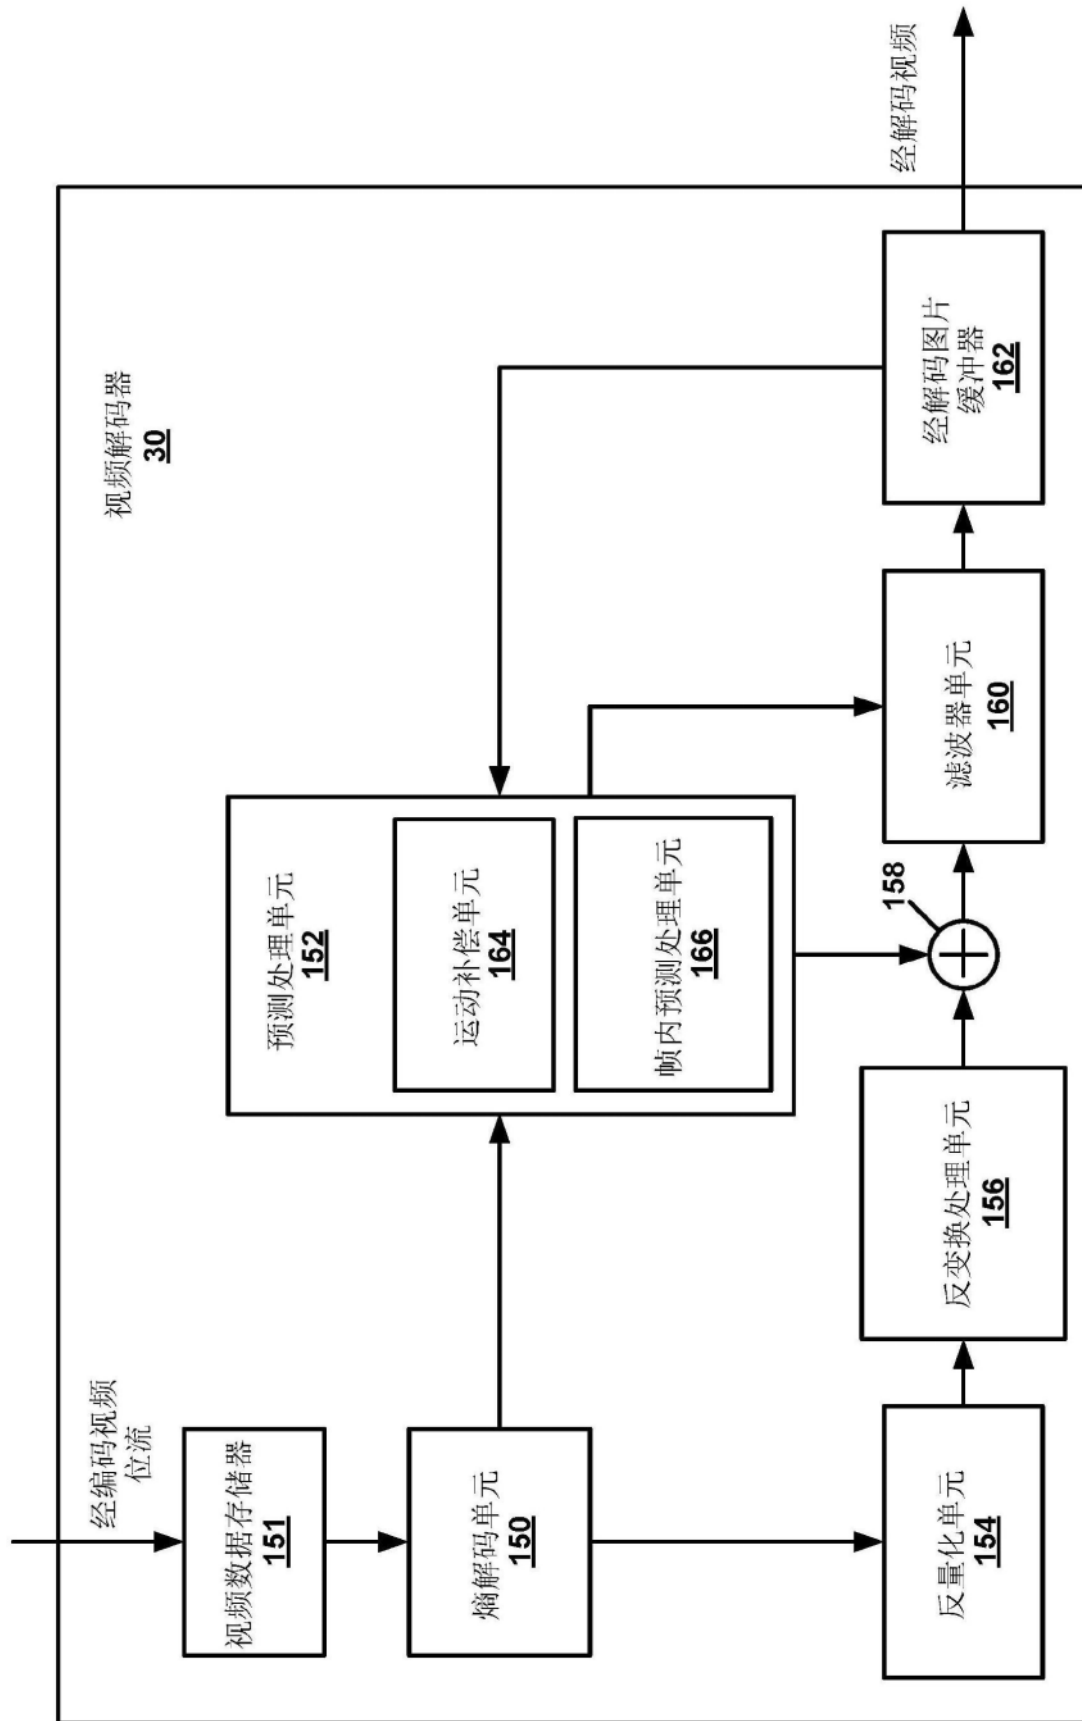 视频解码器
30
经编码视频
位流
视频数据存储器
151
熵解码单元
150
预测处理单元
152
运动补偿单元
164
帧内预测处理单元
166
反量化单元
154
反变换处理单元
156
158
滤波器单元
160
经解码图片
缓冲器
162
经解码视频